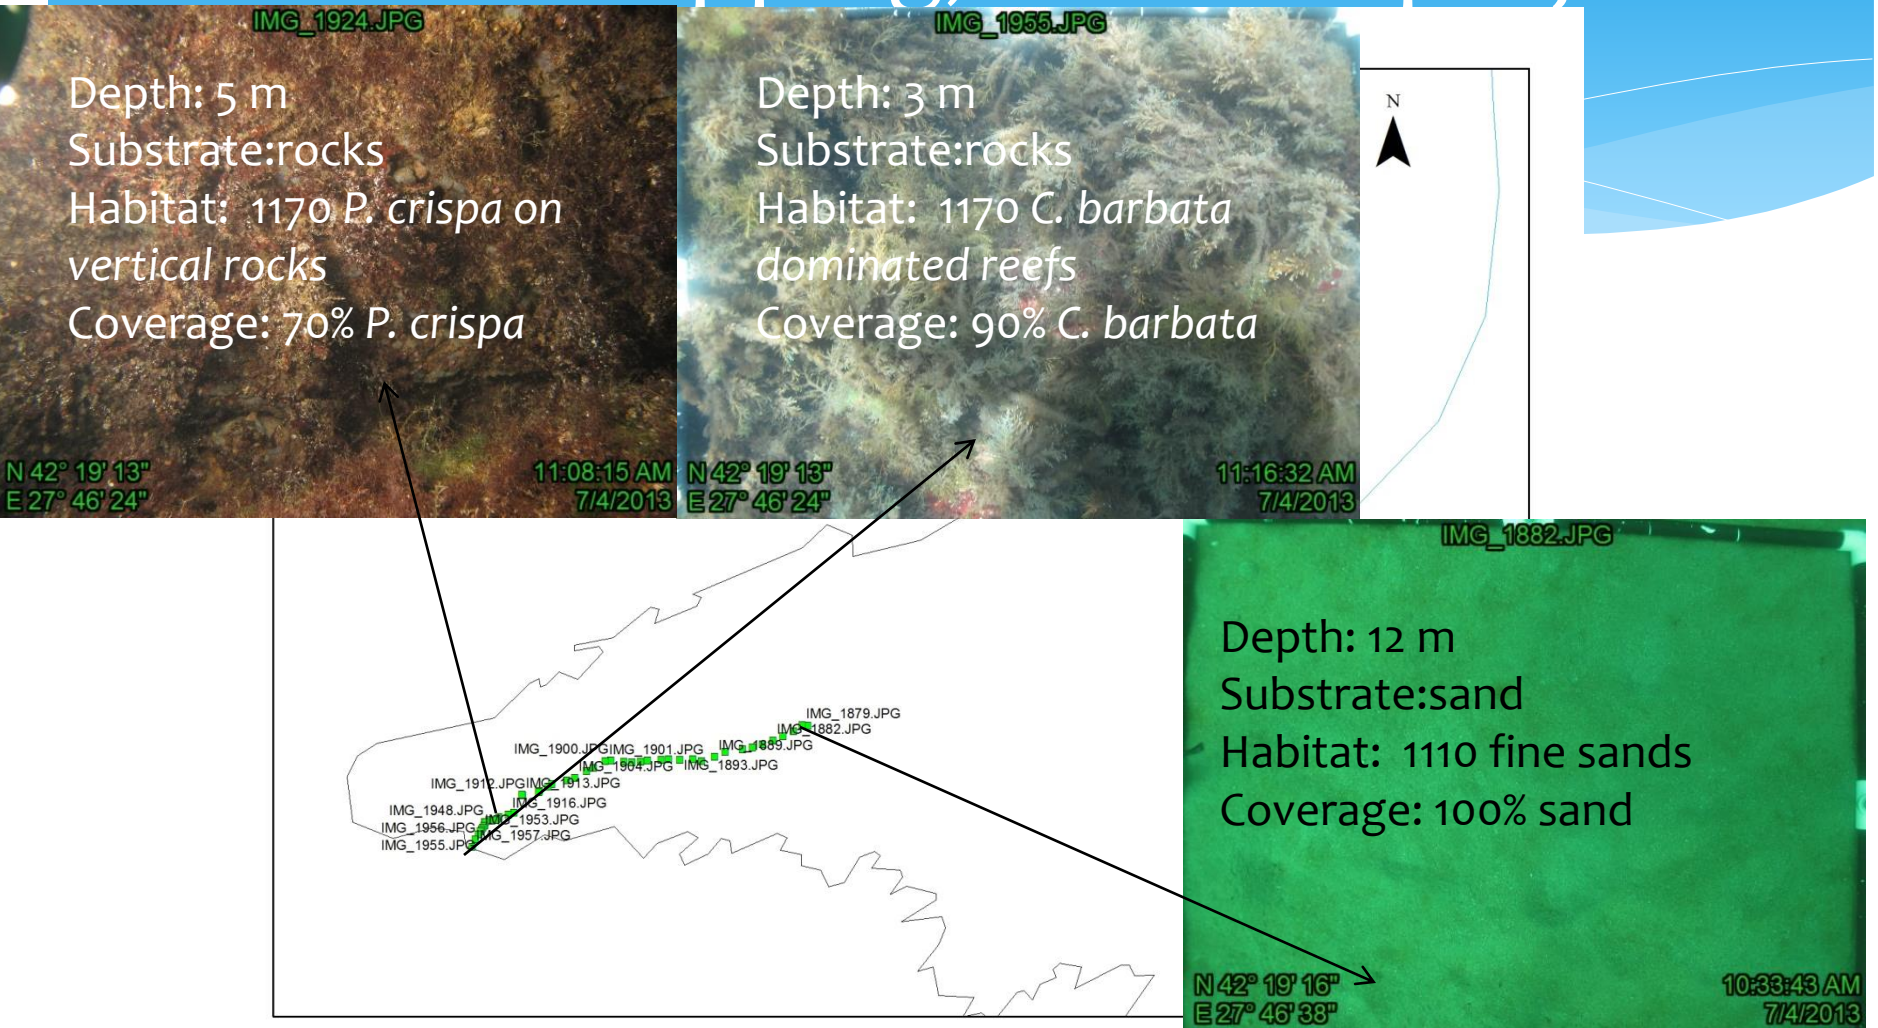 IMG_1924.JPG
Depth: 5 m
Substrate:rocks
Habitat: 1170 P. crispa on
vertical rocks
Coverage: 70% P. crispa
N 42° 19' 13"
E 27° 46' 24"
11:08:15 AM
7/4/2013
IMG_1955.JPG
Depth: 3 m
Substrate:rocks
Habitat: 1170 C. barbata
dominated reefs
Coverage: 90% C. barbata
N 42° 19' 13"
E 27° 46' 24"
11:16:32 AM
7/4/2013
N
IMG_1882.JPG
Depth: 12 m
Substrate:sand
Habitat: 1110 fine sands
Coverage: 100% sand
N 42° 19' 16"
E 27° 46' 38"
10:33:43 AM
7/4/2013
IMG_1879.JPG
IMG_1882.JPG
IMG_1889.JPG
IMG_1900.JPG
IMG_1901.JPG
IMG_1904.JPG
IMG_1893.JPG
IMG_1912.JPG
IMG_1913.JPG
IMG_1916.JPG
IMG_1948.JPG
IMG_1953.JPG
IMG_1956.JPG
IMG_1957.JPG
IMG_1955.JPG